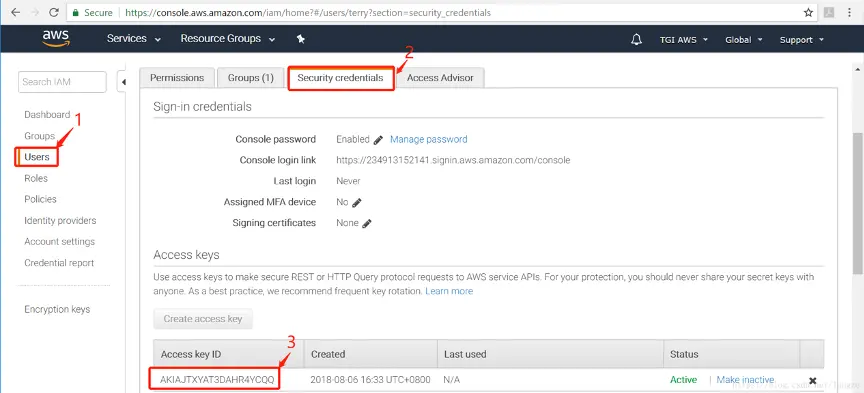 Secure https://console.aws.amazon.com/iam/home?#/users/terry?section=security_credentials
aws Services Resource Groups TGI AWS Global Support
2
Search IAM
Permissions Groups (1) Security credentials Access Advisor
Sign-in credentials
Dashboard
1
Groups
Users
Roles
Policies
Identity providers
Account settings
Credential report
Encryption keys
Console password Enabled Manage password
Console login link https://234913152141.signin.aws.amazon.com/console
Last login Never
Assigned MFA device No
Signing certificates None
Access keys
Use access keys to make secure REST or HTTP Query protocol requests to AWS service APIs. For your protection, you should never share your secret keys with
anyone. As a best practice, we recommend frequent key rotation. Learn more
Create access key
3
Access key ID Created Last used Status
AKIAJTXYAT3DAHR4YCQQ 2018-08-06 16:33 UTC+0800 N/A Active | Make inactive